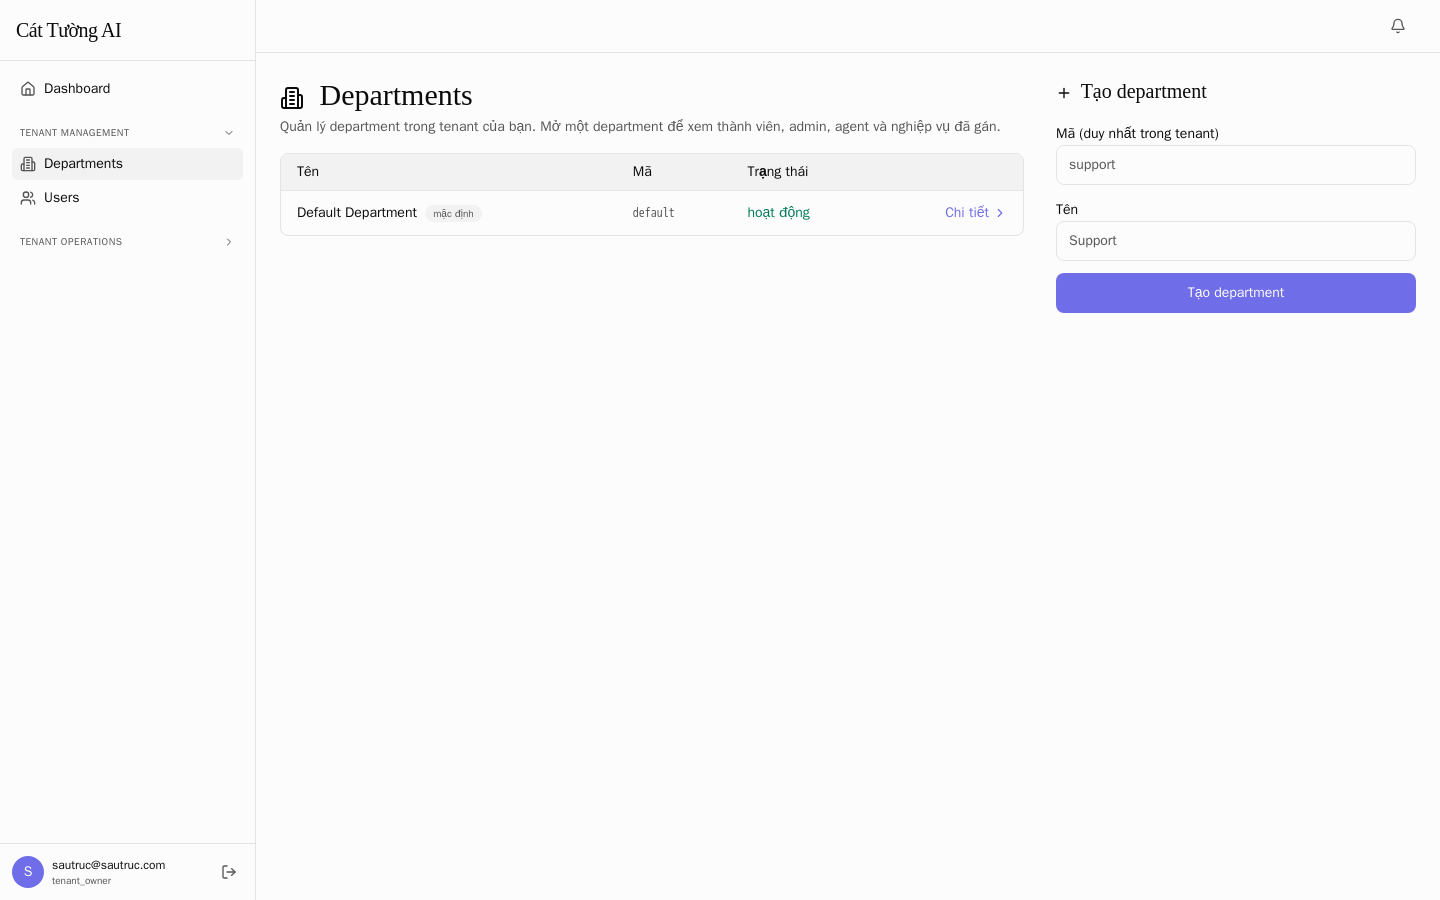 Cát Tường AI
Dashboard
TENANT MANAGEMENT
Departments
Users
TENANT OPERATIONS
sautruc@sautruc.com
tenant_owner
S
Departments
Quản lý department trong tenant của bạn. Mở một department để xem thành viên, admin, agent và nghiệp vụ đã gán.
Tên Mã Trạng thái
Default Department mặc định default hoạt động Chi tiết
Tạo department
Mã (duy nhất trong tenant)
support
Tên
Support
Tạo department